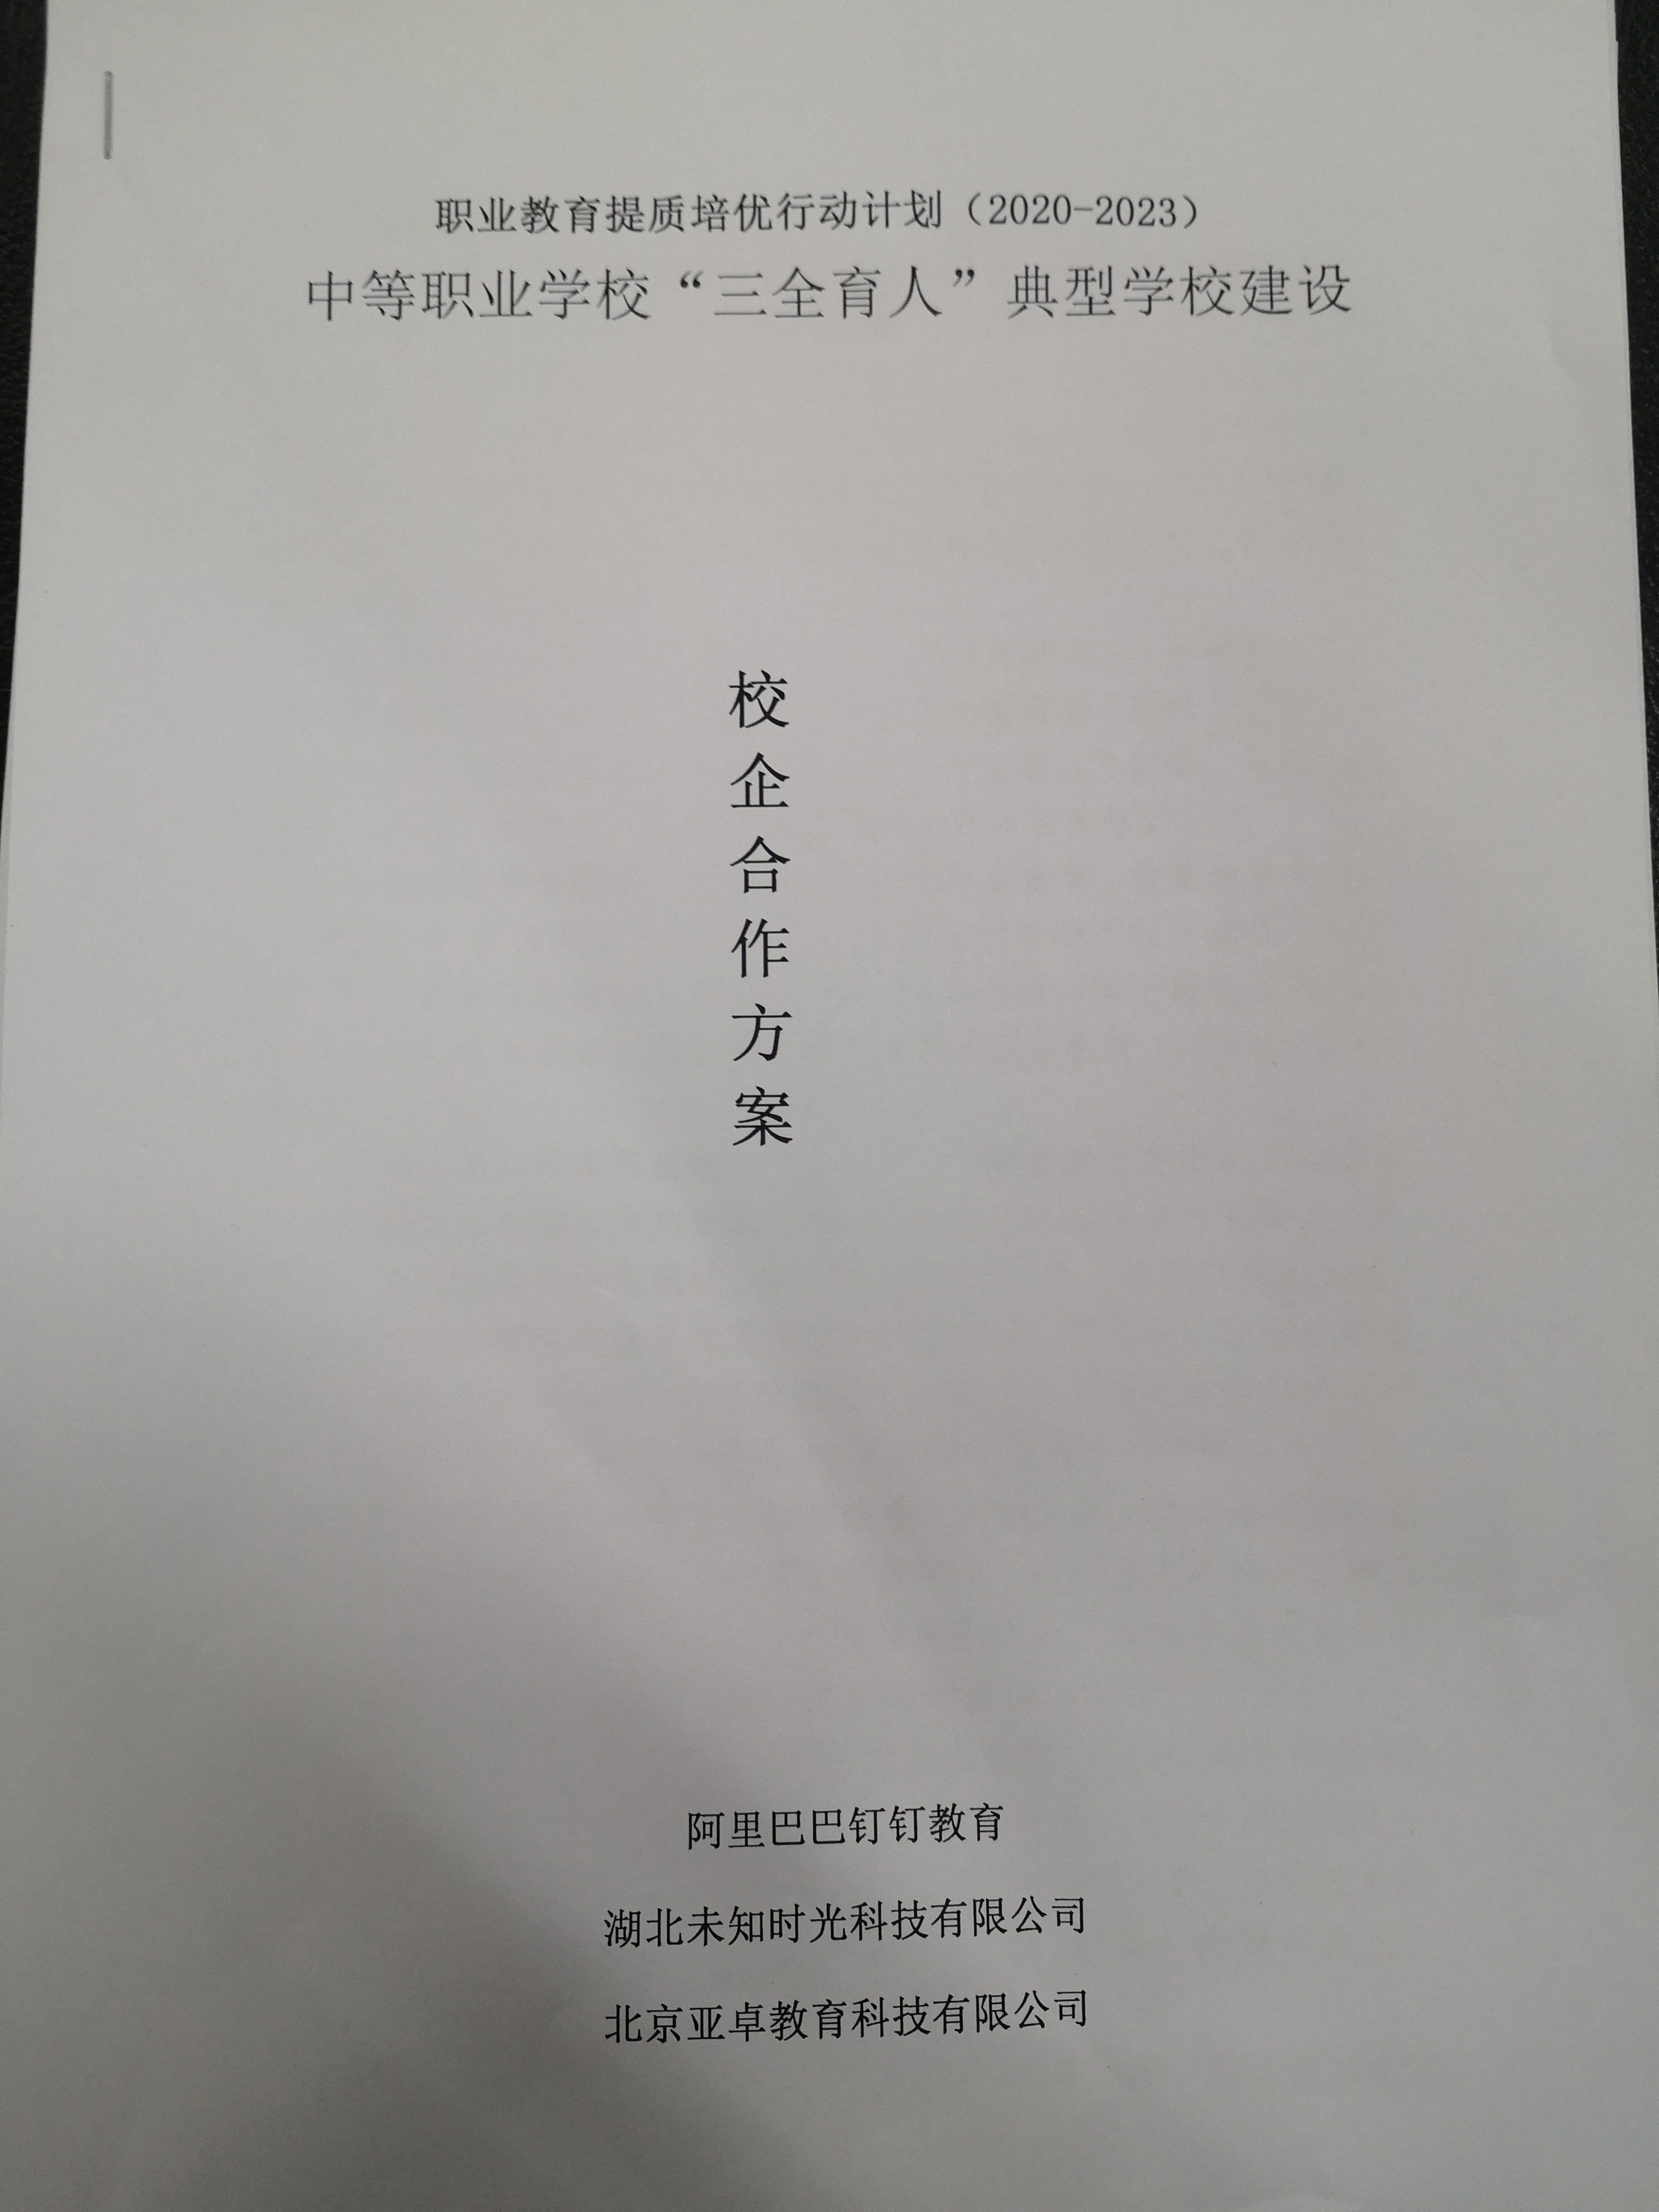 职业教育提质培优行动计划（2020-2023）
中等职业学校“三全育人”典型学校建设
校
企
合
作
方
案
阿里巴巴钉钉教育
湖北未知时光科技有限公司
北京亚卓教育科技有限公司